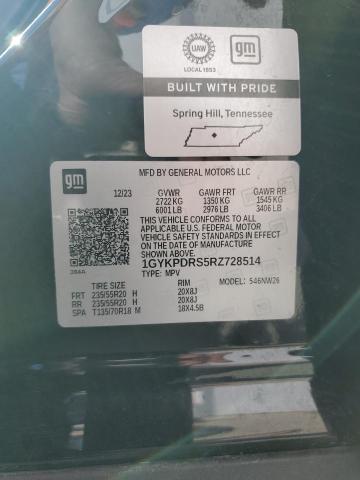 UAW
LOCAL 1853
gm
BUILT WITH PRIDE
Spring Hill, Tennessee
gm
MFD BY GENERAL MOTORS LLC
12/23 GVWR GAWR FRT GAWR RR
2722 KG 1350 KG 1545 KG
6001 LB 2976 LB 3406 LB
THIS VEHICLE CONFORMS TO ALL
APPLICABLE U.S. FEDERAL MOTOR
VEHICLE SAFETY, BUMPER, AND THEFT
PREVENTION STANDARDS IN EFFECT ON
THE DATE OF MANUFACTURE SHOWN ABOVE.
1GYKPDRS5RZ728514
TYPE: MPV MODEL: 546NW26
TIRE SIZE RIM
FRT 235/55R20 H 20X8J
RR 235/55R20 H 20X8J
SPA T135/70R18 M 18X4.5B